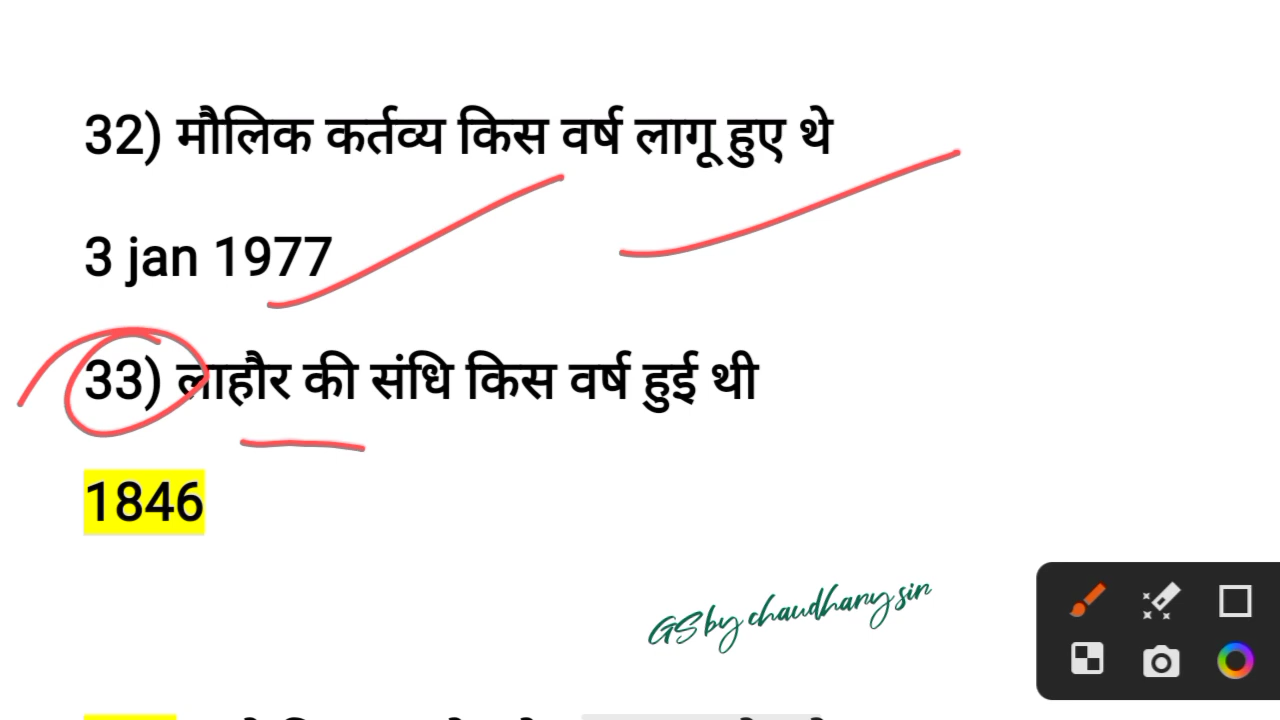 32) मौलिक कर्तव्य किस वर्ष लागू हुए थे
3 jan 1977
33) लाहौर की संधि किस वर्ष हुई थी
1846
GS by chaudhary sir